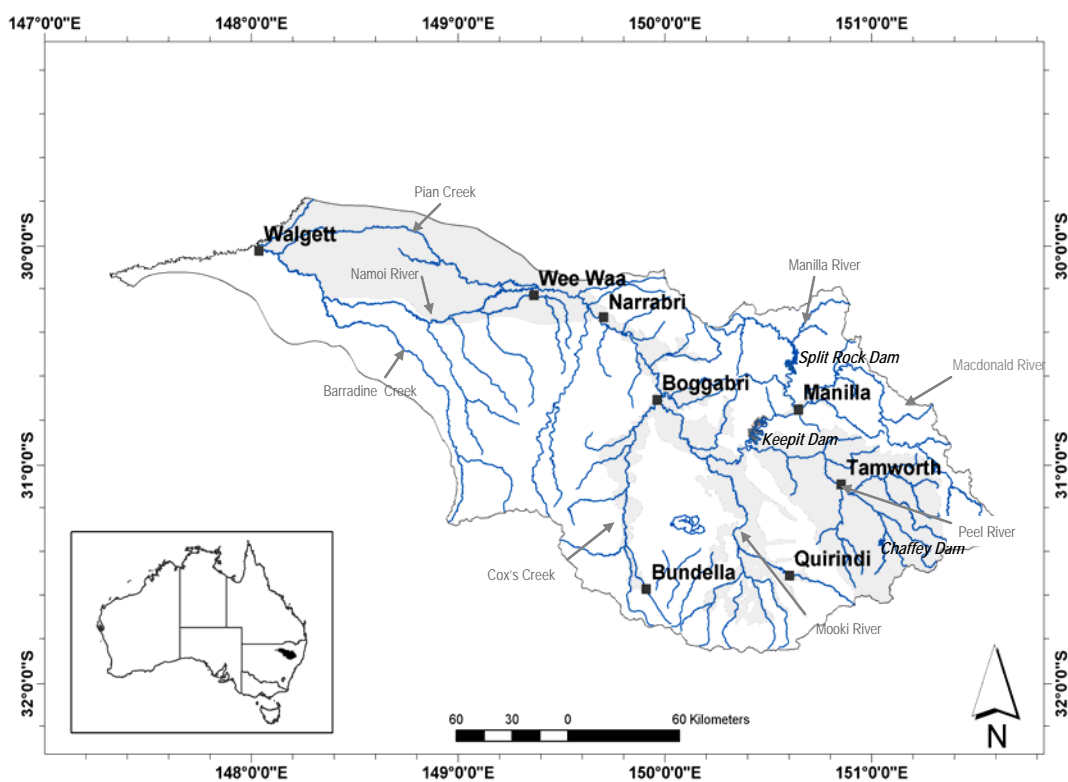 147°0'0"E 148°0'0"E 149°0'0"E 150°0'0"E 151°0'0"E
Pian Creek
Walgett
30°0'0"S
30°0'0"S
Namoi River
Wee Waa
Manilla River
Narrabri
Split Rock Dam
Macdonald River
Barradine Creek
Boggabri
Manilla
Keepit Dam
31°0'0"S
31°0'0"S
Tamworth
Peel River
Chaffey Dam
Quirindi
Cox's Creek
Bundella
Mooki River
32°0'0"S
32°0'0"S
60 30 0 60 Kilometers
N
147°0'0"E 148°0'0"E 149°0'0"E 150°0'0"E 151°0'0"E